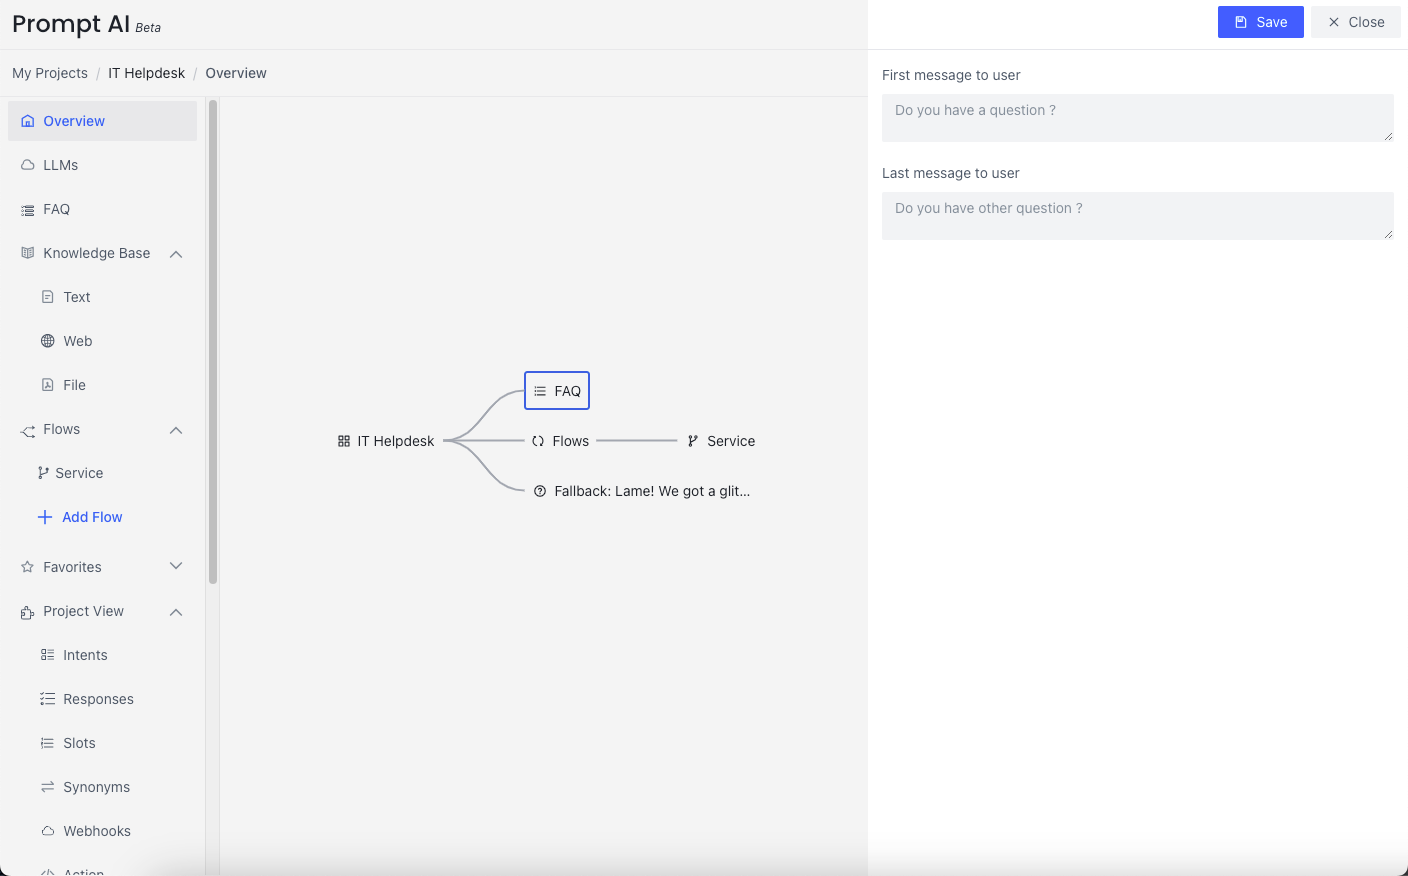 Prompt AI Beta
Save
Close
My Projects / IT Helpdesk / Overview
Overview
LLMs
FAQ
Knowledge Base
Text
Web
File
Flows
Service
Add Flow
Favorites
Project View
Intents
Responses
Slots
Synonyms
Webhooks
Action
FAQ
IT Helpdesk
Flows
Service
Fallback: Lame! We got a glit...
First message to user
Do you have a question ?
Last message to user
Do you have other question ?